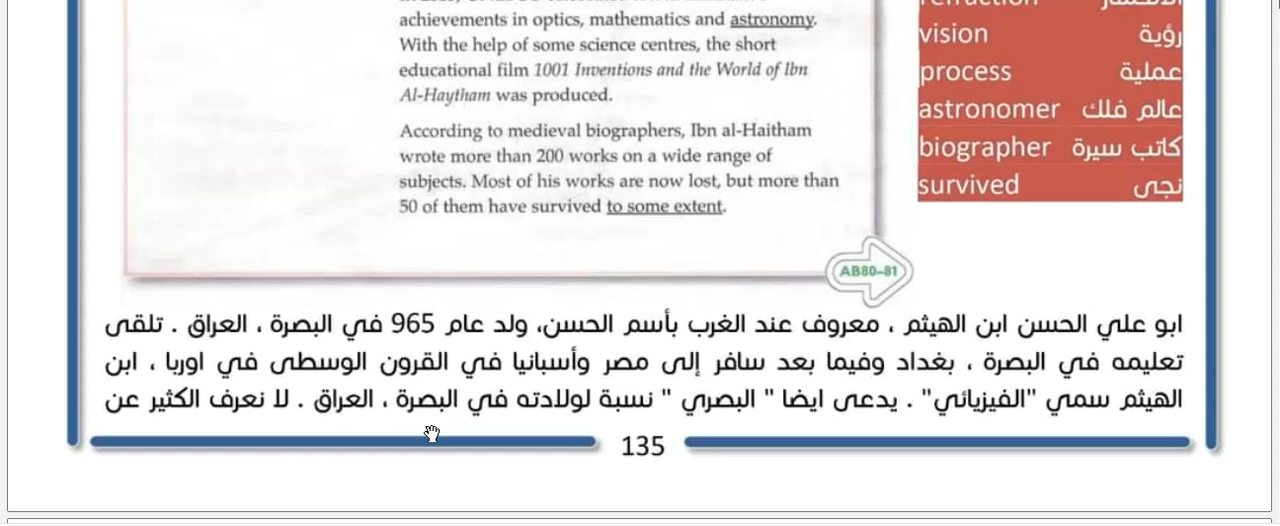 achievements in optics, mathematics and astronomy.
With the help of some science centres, the short
educational film 1001 Inventions and the World of Ibn
Al-Haytham was produced.
According to medieval biographers, Ibn al-Haitham
wrote more than 200 works on a wide range of
subjects. Most of his works are now lost, but more than
50 of them have survived to some extent.
AB80–81
vision رؤية
process عملية
astronomer عالم فلك
biographer كاتب سيرة
survived نجى
ابو علي الحسن ابن الهيثم ، معروف عند الغرب بأسم الحسن، ولد عام 965 في البصرة ، العراق . تلقى
تعليمه في البصرة ، بغداد وفيما بعد سافر إلى مصر وأسبانيا في القرون الوسطى في اوربا ، ابن
الهيثم سمي "الفيزيائي" . يدعى ايضا " البصري " نسبة لولادته في البصرة ، العراق . لا نعرف الكثير عن
135